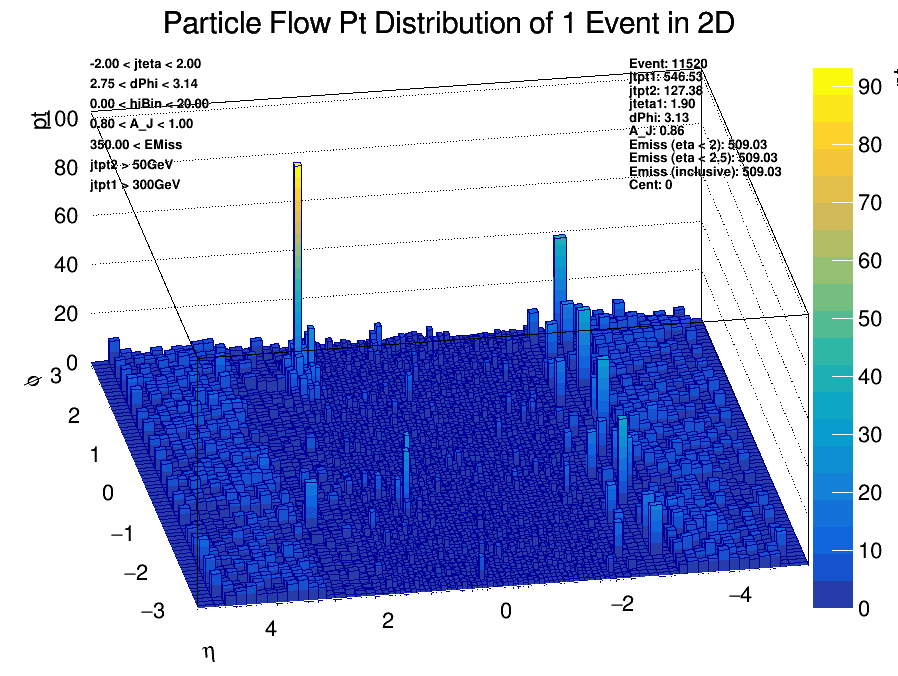 Particle Flow Pt Distribution of 1 Event in 2D
-2.00 < jteta < 2.00
2.75 < dPhi < 3.14
0.00 < hiBin < 20.00
0.80 < A_J < 1.00
350.00 < EMiss
jtpt2 > 50GeV
jtpt1 > 300GeV
Event: 11520
jtpt1: 546.53
jtpt2: 127.38
jteta1: 1.90
dPhi: 3.13
A_J: 0.86
Emiss (eta < 2): 509.03
Emiss (eta < 2.5): 509.03
Emiss (inclusive): 509.03
Cent: 0
pt
100
80
60
40
20
0
φ
3
2
1
0
−1
−2
−3
4
2
0
−2
−4
η
90
80
70
60
50
40
30
20
10
0